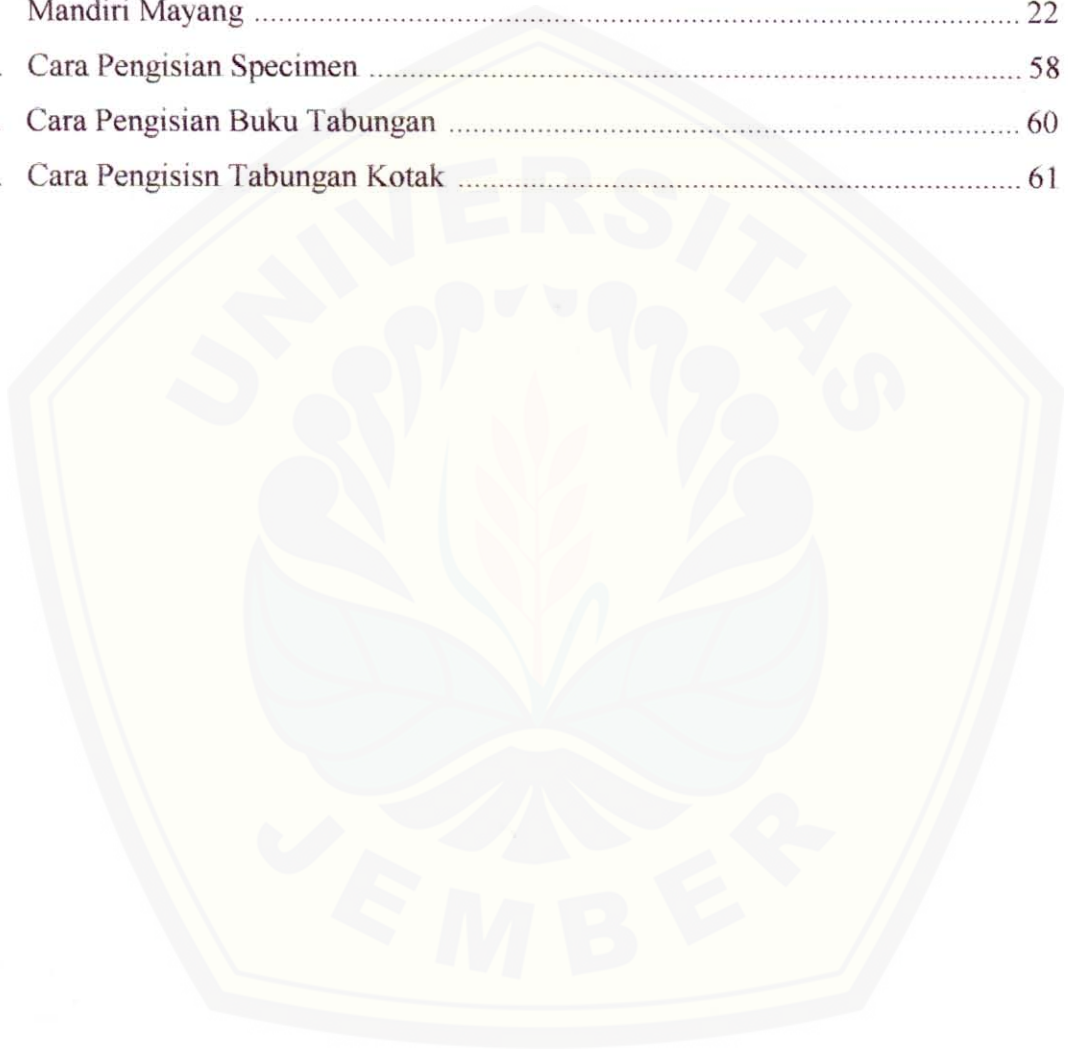 Mandiri Mayang ........ 22
. Cara Pengisian Specimen ........ 58
Cara Pengisian Buku Tabungan ........ 60
. Cara Pengisisn Tabungan Kotak ........ 61
UNIVERSITAS
JEMBER